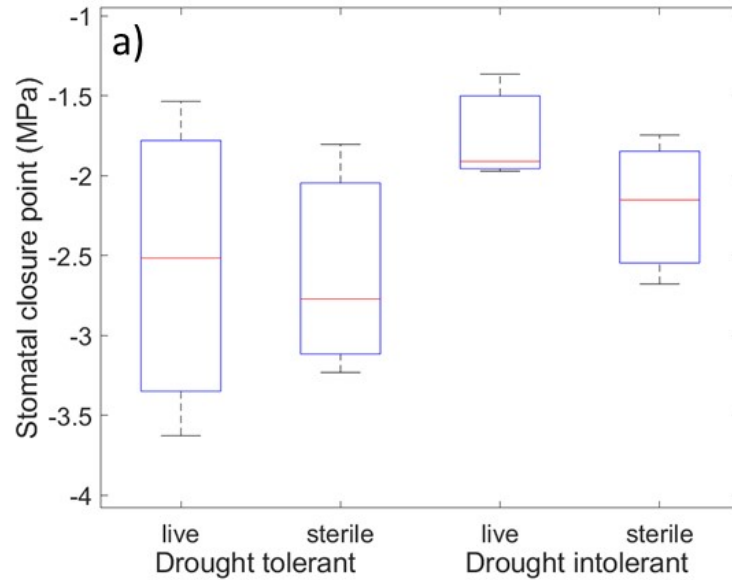 a)
Stomatal closure point (MPa)
-1
-1.5
-2
-2.5
-3
-3.5
-4
live sterile live sterile
Drought tolerant Drought intolerant